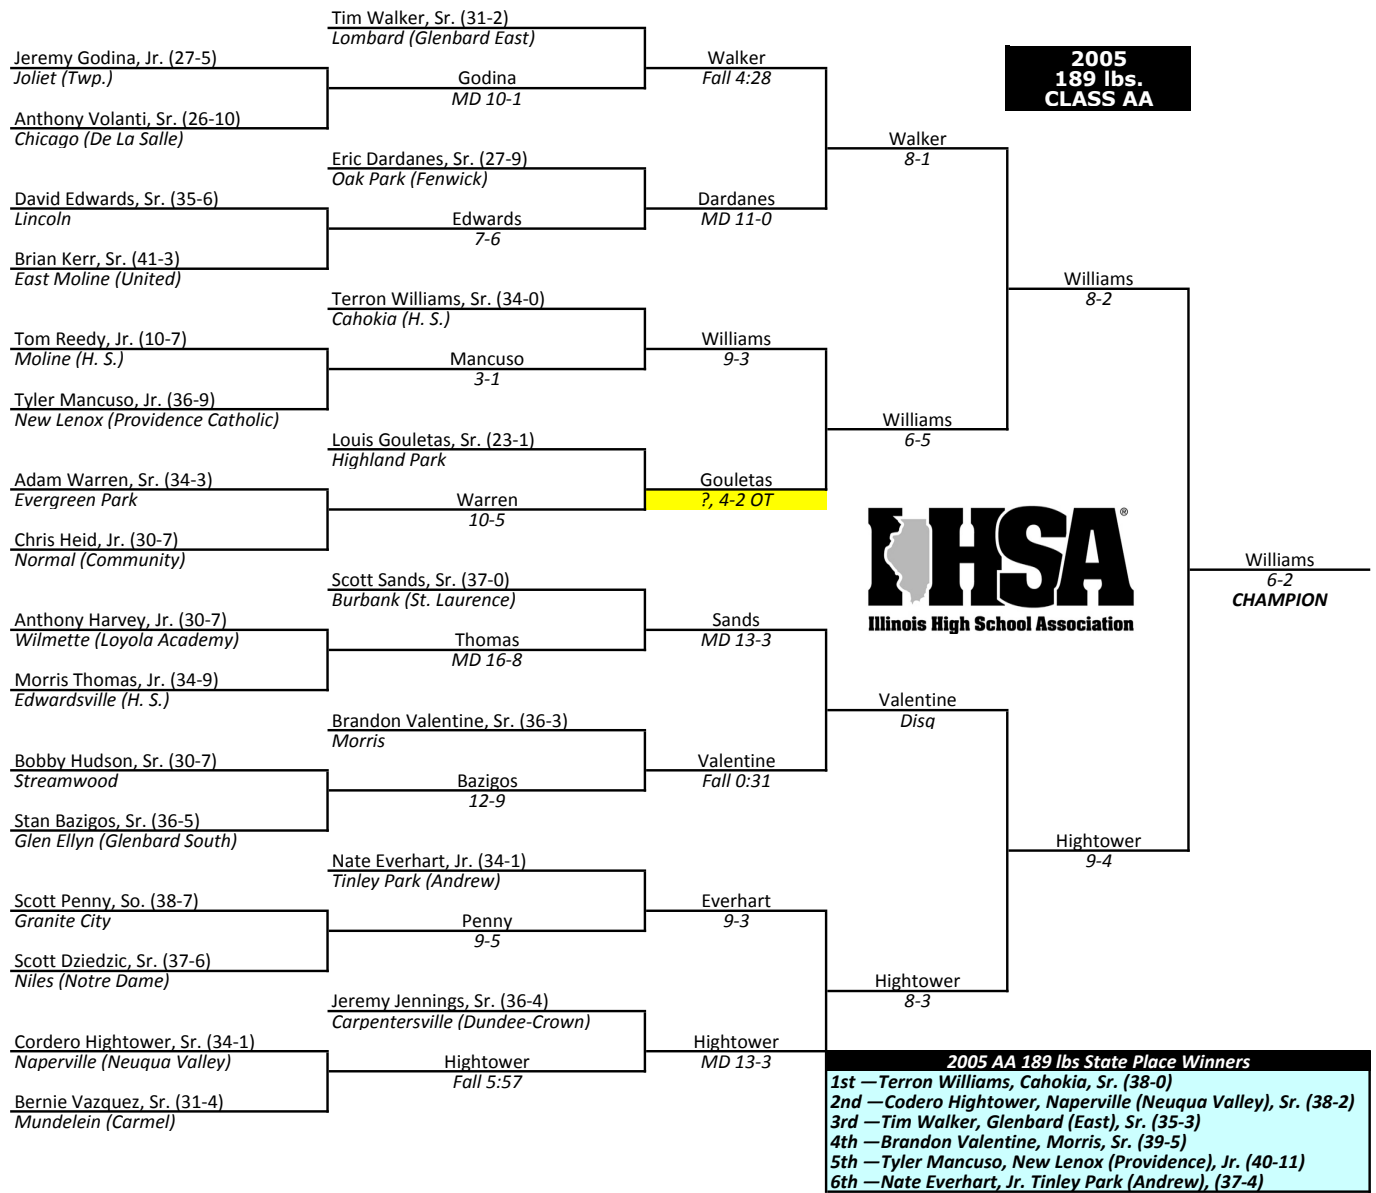 2005
189 lbs.
CLASS AA
Jeremy Godina, Jr. (27-5)
Joliet (Twp.)
Anthony Volanti, Sr. (26-10)
Chicago (De La Salle)
David Edwards, Sr. (35-6)
Lincoln
Brian Kerr, Sr. (41-3)
East Moline (United)
Tom Reedy, Jr. (10-7)
Moline (H. S.)
Tyler Mancuso, Jr. (36-9)
New Lenox (Providence Catholic)
Adam Warren, Sr. (34-3)
Evergreen Park
Chris Heid, Jr. (30-7)
Normal (Community)
Anthony Harvey, Jr. (30-7)
Wilmette (Loyola Academy)
Morris Thomas, Jr. (34-9)
Edwardsville (H. S.)
Bobby Hudson, Sr. (30-7)
Streamwood
Stan Bazigos, Sr. (36-5)
Glen Ellyn (Glenbard South)
Scott Penny, So. (38-7)
Granite City
Scott Dziedzic, Sr. (37-6)
Niles (Notre Dame)
Cordero Hightower, Sr. (34-1)
Naperville (Neuqua Valley)
Bernie Vazquez, Sr. (31-4)
Mundelein (Carmel)
Tim Walker, Sr. (31-2)
Lombard (Glenbard East)
Godina
MD 10-1
Eric Dardanes, Sr. (27-9)
Oak Park (Fenwick)
Edwards
7-6
Terron Williams, Sr. (34-0)
Cahokia (H. S.)
Mancuso
3-1
Louis Gouletas, Sr. (23-1)
Highland Park
Warren
10-5
Scott Sands, Sr. (37-0)
Burbank (St. Laurence)
Thomas
MD 16-8
Brandon Valentine, Sr. (36-3)
Morris
Bazigos
12-9
Nate Everhart, Jr. (34-1)
Tinley Park (Andrew)
Penny
9-5
Jeremy Jennings, Sr. (36-4)
Carpentersville (Dundee-Crown)
Hightower
Fall 5:57
Walker
Fall 4:28
Dardanes
MD 11-0
Williams
9-3
Gouletas
?, 4-2 OT
Sands
MD 13-3
Valentine
Fall 0:31
Everhart
9-3
Hightower
MD 13-3
Walker
8-1
Williams
6-5
Valentine
Disq
Hightower
8-3
Williams
8-2
Hightower
9-4
Williams
6-2
CHAMPION
IHSA®
Illinois High School Association
2005 AA 189 lbs State Place Winners
1st —Terron Williams, Cahokia, Sr. (38-0)
2nd —Codero Hightower, Naperville (Neuqua Valley), Sr. (38-2)
3rd —Tim Walker, Glenbard (East), Sr. (35-3)
4th —Brandon Valentine, Morris, Sr. (39-5)
5th —Tyler Mancuso, New Lenox (Providence), Jr. (40-11)
6th —Nate Everhart, Jr. Tinley Park (Andrew), (37-4)